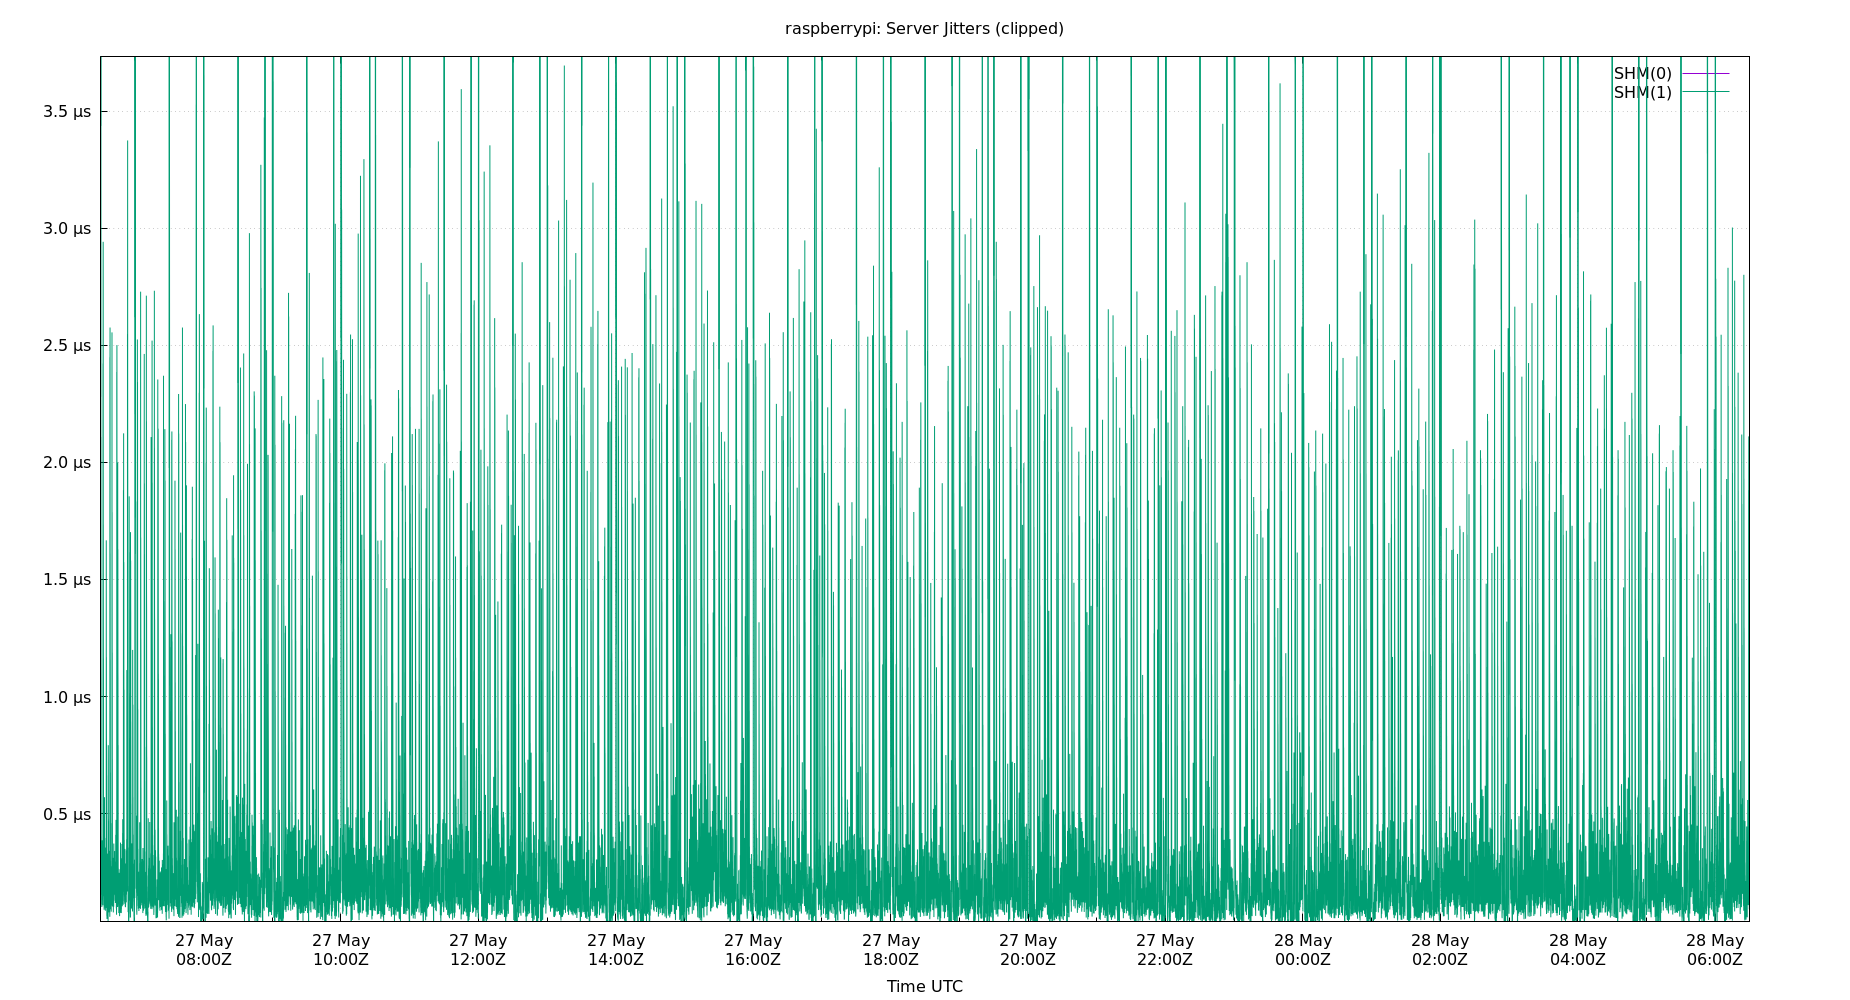 raspberrypi: Server Jitters (clipped)
SHM(0)
SHM(1)
3.5 µs
3.0 µs
2.5 µs
2.0 µs
1.5 µs
1.0 µs
0.5 µs
27 May 27 May 27 May 27 May 27 May 27 May 27 May 27 May 28 May 28 May 28 May 28 May
08:00Z 10:00Z 12:00Z 14:00Z 16:00Z 18:00Z 20:00Z 22:00Z 00:00Z 02:00Z 04:00Z 06:00Z
Time UTC